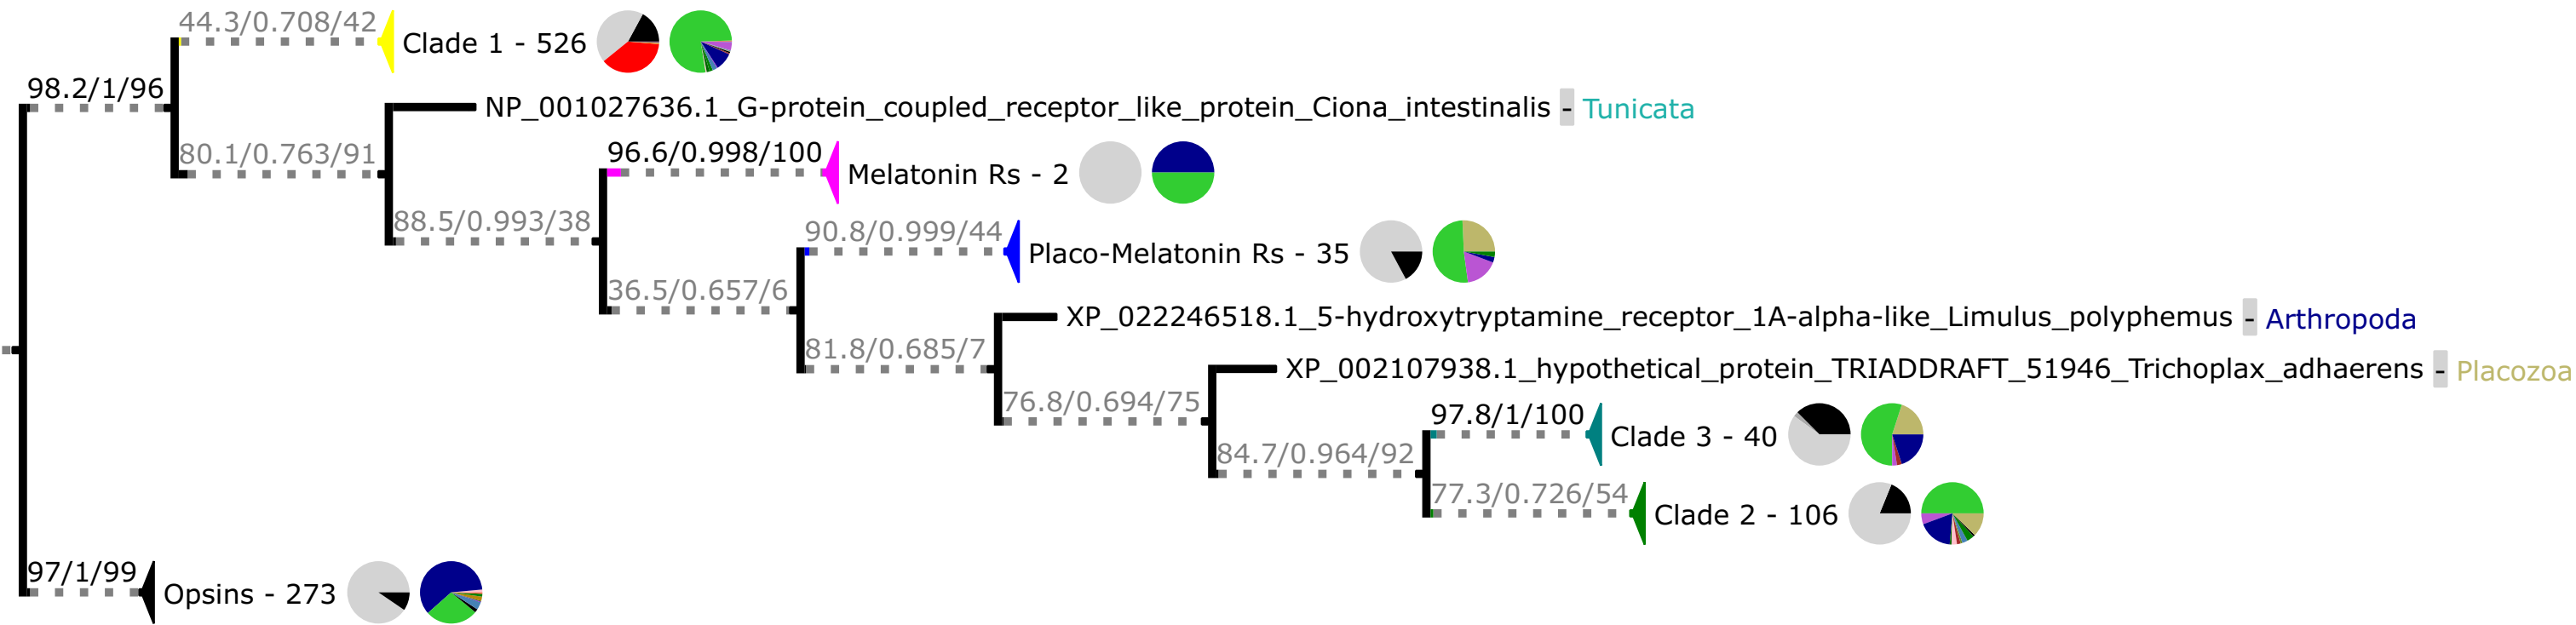 44.3/0.708/42
Clade 1 - 526
98.2/1/96
NP_001027636.1_G-protein_coupled_receptor_like_protein_Ciona_intestinalis - Tunicata
80.1/0.763/91
96.6/0.998/100
Melatonin Rs - 2
88.5/0.993/38
90.8/0.999/44
Placo-Melatonin Rs - 35
36.5/0.657/6
XP_022246518.1_5-hydroxytryptamine_receptor_1A-alpha-like_Limulus_polyphemus - Arthropoda
81.8/0.685/7
XP_002107938.1_hypothetical_protein_TRIADDRAFT_51946_Trichoplax_adhaerens - Placozoa
76.8/0.694/75
97.8/1/100
Clade 3 - 40
84.7/0.964/92
77.3/0.726/54
Clade 2 - 106
97/1/99
Opsins - 273